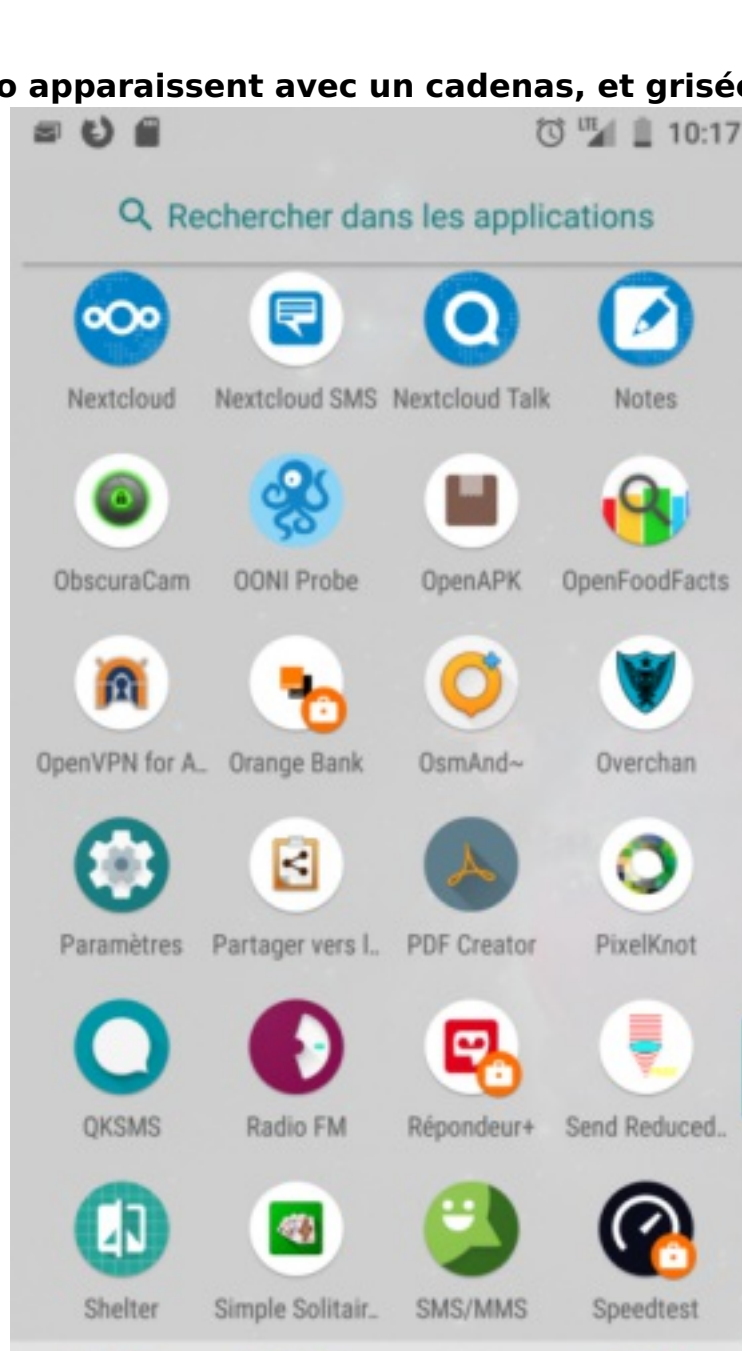 o apparaissent avec un cadenas, et grisé
LTE 10:17
Rechercher dans les applications
Nextcloud Nextcloud SMS Nextcloud Talk Notes
ObscuraCam OONI Probe OpenAPK OpenFoodFacts
OpenVPN for A.. Orange Bank OsmAnd~ Overchan
Paramètres Partager vers l.. PDF Creator PixelKnot
QKSMS Radio FM Répondeur+ Send Reduced..
Shelter Simple Solitair.. SMS/MMS Speedtest